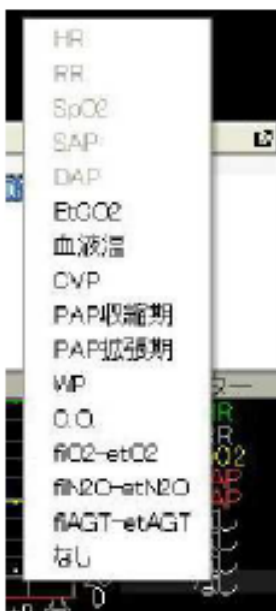 HR
RR
SpO2
SAP
DAP
EtCO2
血液温
CVP
PAP収縮期
PAP拡張期
WP
C.O.
fiO2-etO2
fiN2O-etN2O
fiAGT-etAGT
なし